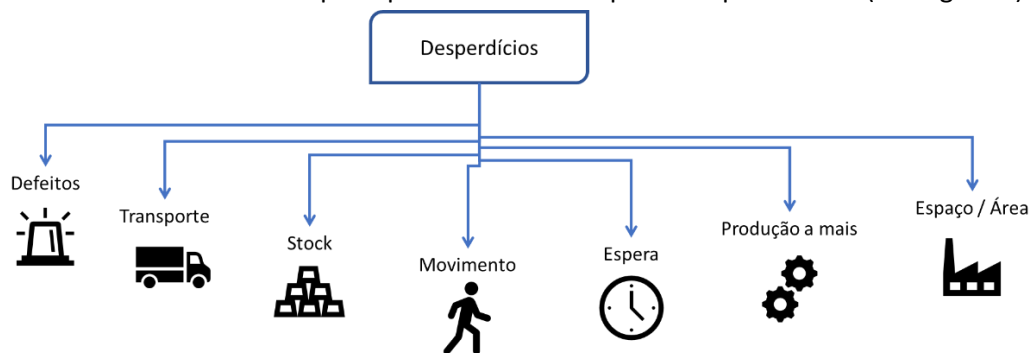 Desperdícios
Defeitos
Transporte
Stock
Movimento
Espera
Produção a mais
Espaço / Área